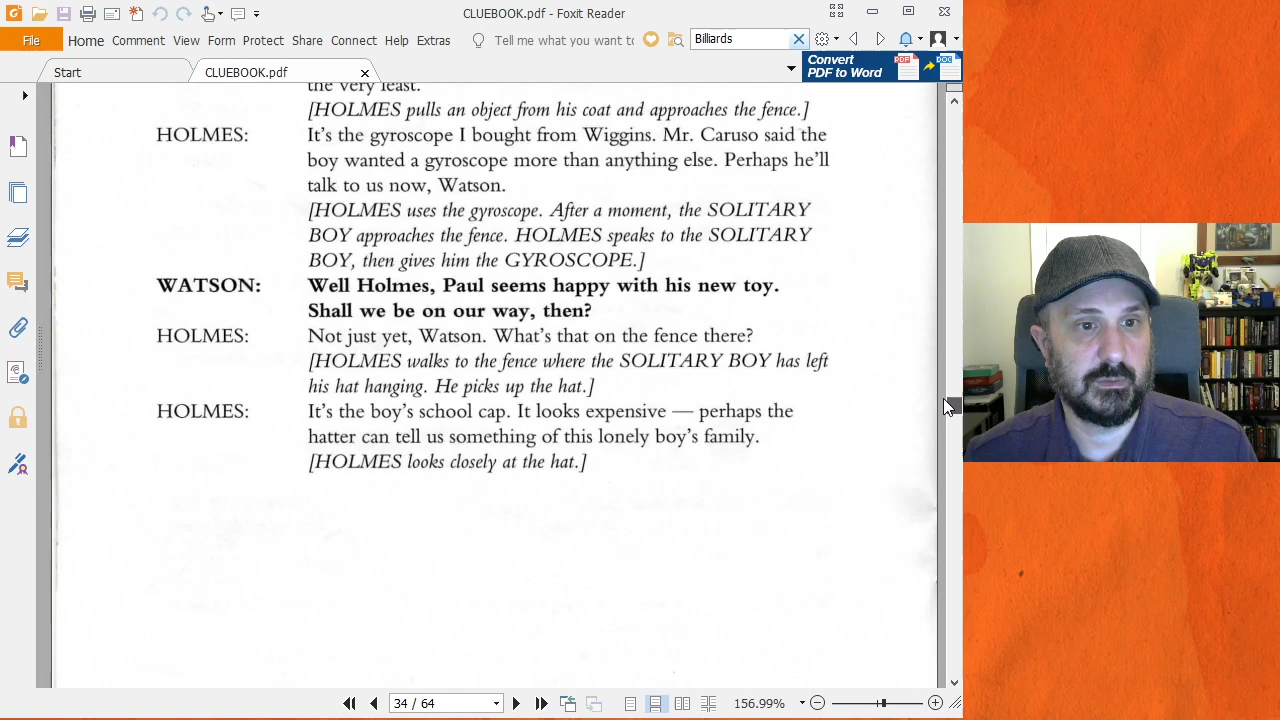 CLUEBOOK.pdf - Foxit Reader
File Home Comment View Form Protect Share Connect Help Extras Tell me what you want to Billiards
Start CLUEBOOK.pdf
Convert
PDF to Word
PDF DOC
the very least.
[HOLMES pulls an object from his coat and approaches the fence.]
HOLMES: It's the gyroscope I bought from Wiggins. Mr. Caruso said the
boy wanted a gyroscope more than anything else. Perhaps he'll
talk to us now, Watson.
[HOLMES uses the gyroscope. After a moment, the SOLITARY
BOY approaches the fence. HOLMES speaks to the SOLITARY
BOY, then gives him the GYROSCOPE.]
WATSON: Well Holmes, Paul seems happy with his new toy.
Shall we be on our way, then?
HOLMES: Not just yet, Watson. What's that on the fence there?
[HOLMES walks to the fence where the SOLITARY BOY has left
his hat hanging. He picks up the hat.]
HOLMES: It's the boy's school cap. It looks expensive — perhaps the
hatter can tell us something of this lonely boy's family.
[HOLMES looks closely at the hat.]
34 / 64
156.99%